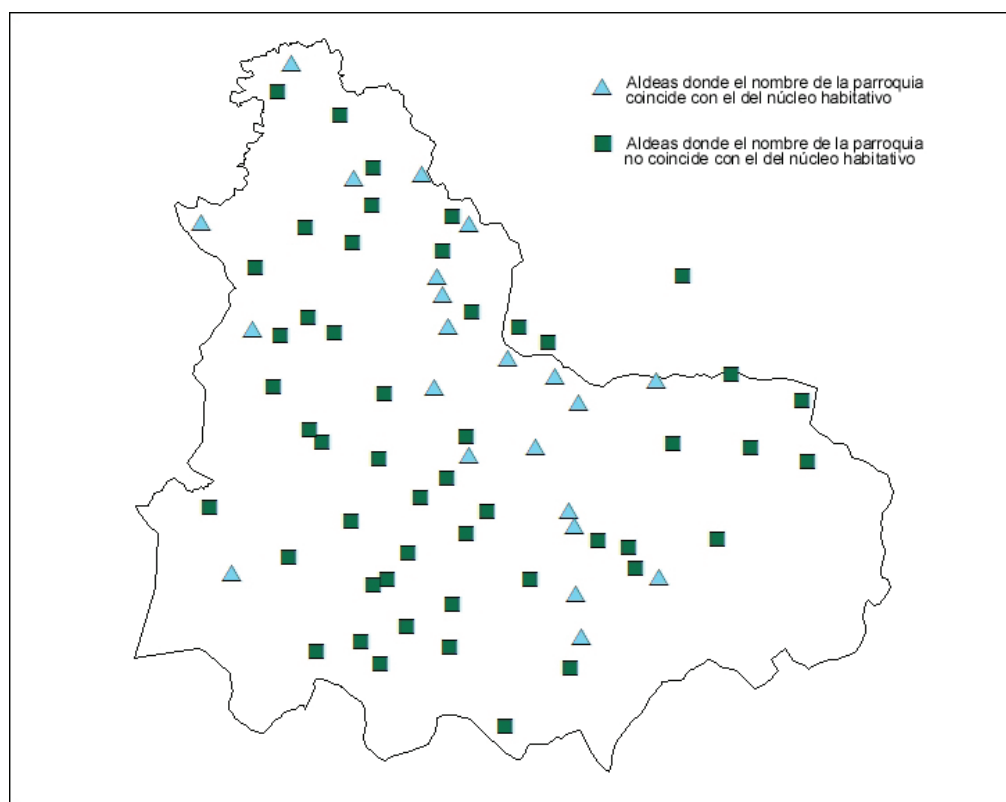 Aldeas donde el nombre de la parroquia
coincide con el del núcleo habitativo
Aldeas donde el nombre de la parroquia
no coincide con el del núcleo habitativo